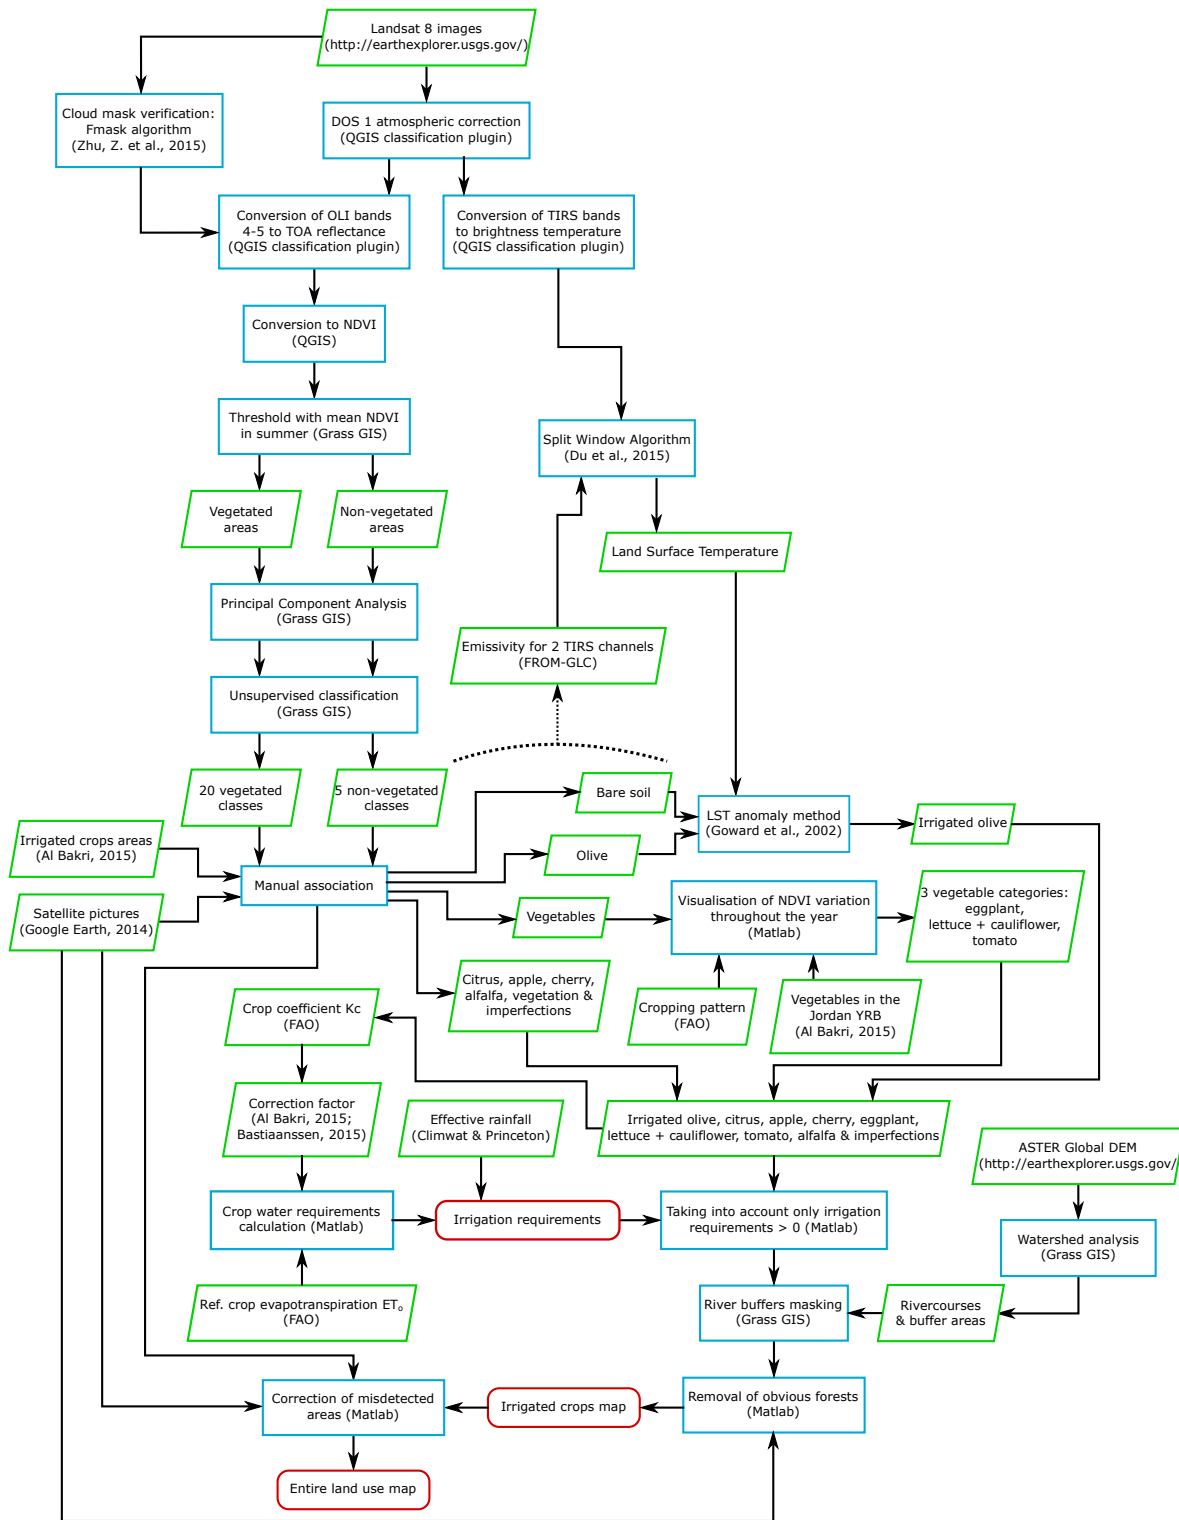 Landsat 8 images
(http://earthexplorer.usgs.gov/)
Cloud mask verification:
Fmask algorithm
(Zhu, Z. et al., 2015)
DOS 1 atmospheric correction
(QGIS classification plugin)
Conversion of OLI bands
4-5 to TOA reflectance
(QGIS classification plugin)
Conversion of TIRS bands
to brightness temperature
(QGIS classification plugin)
Conversion to NDVI
(QGIS)
Threshold with mean NDVI
in summer (Grass GIS)
Split Window Algorithm
(Du et al., 2015)
Vegetated
areas
Non-vegetated
areas
Land Surface Temperature
Principal Component Analysis
(Grass GIS)
Emissivity for 2 TIRS channels
(FROM-GLC)
Unsupervised classification
(Grass GIS)
20 vegetated
classes
5 non-vegetated
classes
Bare soil
LST anomaly method
(Goward et al., 2002)
Irrigated olive
Irrigated crops areas
(Al Bakri, 2015)
Olive
Manual association
Satellite pictures
(Google Earth, 2014)
Vegetables
Visualisation of NDVI variation
throughout the year
(Matlab)
3 vegetable categories:
eggplant,
lettuce + cauliflower,
tomato
Citrus, apple, cherry,
alfalfa, vegetation &
imperfections
Crop coefficient Kc
(FAO)
Cropping pattern
(FAO)
Vegetables in the
Jordan YRB
(Al Bakri, 2015)
Correction factor
(Al Bakri, 2015;
Bastiaanssen, 2015)
Effective rainfall
(Climwat & Princeton)
Irrigated olive, citrus, apple, cherry, eggplant,
lettuce + cauliflower, tomato, alfalfa & imperfections
ASTER Global DEM
(http://earthexplorer.usgs.gov/
Crop water requirements
calculation (Matlab)
Irrigation requirements
Taking into account only irrigation
requirements > 0 (Matlab)
Watershed analysis
(Grass GIS)
Ref. crop evapotranspiration ET₀
(FAO)
River buffers masking
(Grass GIS)
Rivercourses
& buffer areas
Correction of misdetected
areas (Matlab)
Irrigated crops map
Removal of obvious forests
(Matlab)
Entire land use map